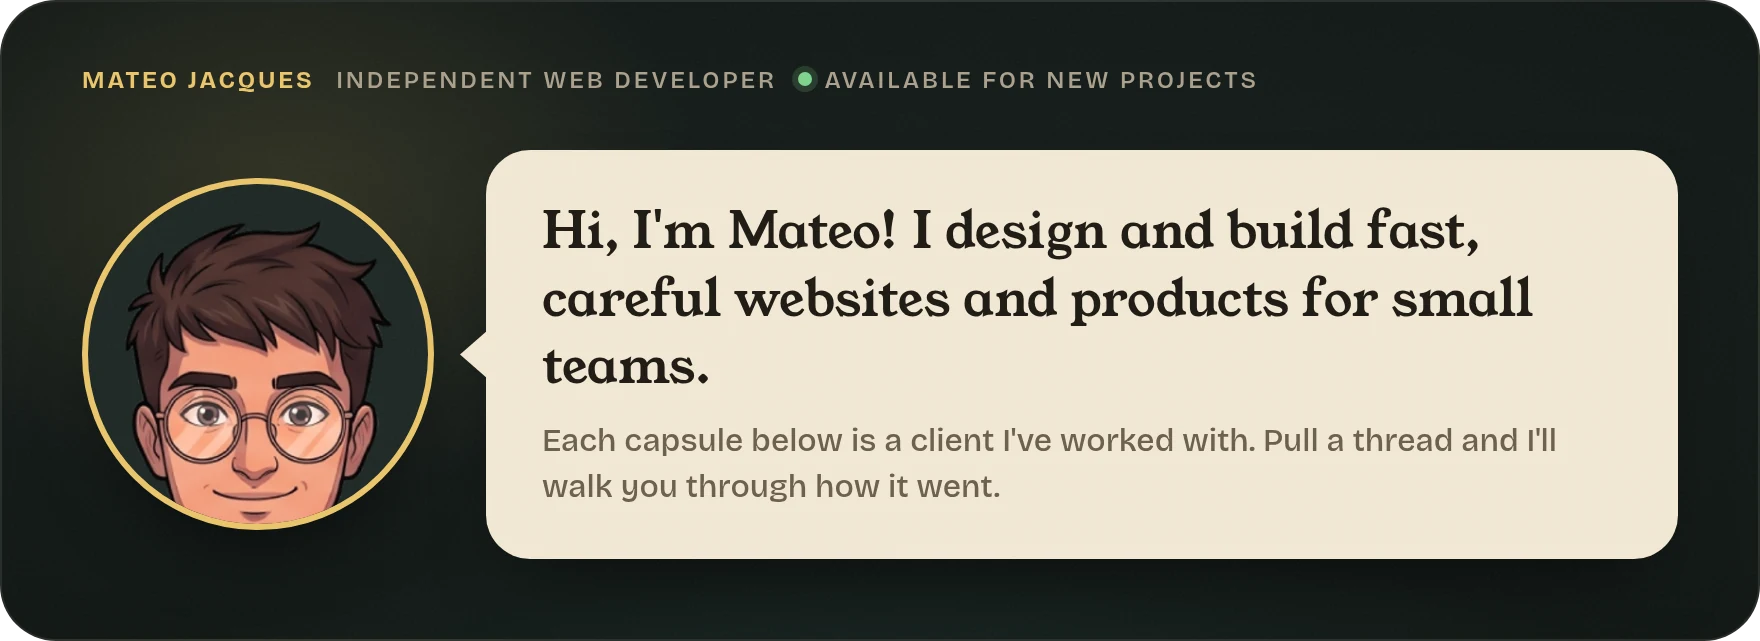 MATEO JACQUES INDEPENDENT WEB DEVELOPER AVAILABLE FOR NEW PROJECTS
Hi, I'm Mateo! I design and build fast,
careful websites and products for small
teams.
Each capsule below is a client I've worked with. Pull a thread and I'll
walk you through how it went.